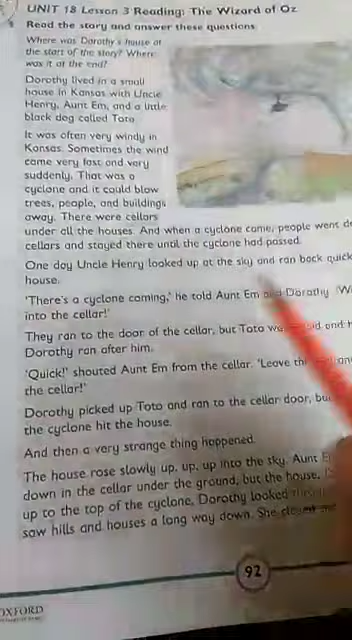 UNIT 18 Lesson 3 Reading: The Wizard of Oz
Read the story and answer these questions.
Where was Dorothy's house at
the start of the story? Where
was it at the end?
Dorothy lived in a small
house in Kansas with Uncle
Henry, Aunt Em, and a little
black dog called Toto.
It was often very windy in
Kansas. Sometimes the wind
came very fast and very
suddenly. That was a
cyclone and it could blow
trees, people, and buildings
away. There were cellars
under all the houses. And when a cyclone came, people went
cellars and stayed there until the cyclone had passed.
One day Uncle Henry looked up at the sky and ran back quick
house.
'There's a cyclone coming,' he told Aunt Em and Dorothy.
into the cellar!'
They ran to the door of the cellar, but Toto
Dorothy ran after him.
'Quick!' shouted Aunt Em from the cellar. 'Leave
the cellar!'
Dorothy picked up Toto and ran to the cellar door,
the cyclone hit the house.
And then a very strange thing happened.
The house rose slowly up, up, up into the sky. Aunt
down in the cellar under the ground, but the house,
up to the top of the cyclone. Dorothy looked
saw hills and houses a long way down. She closed
92
OXFORD